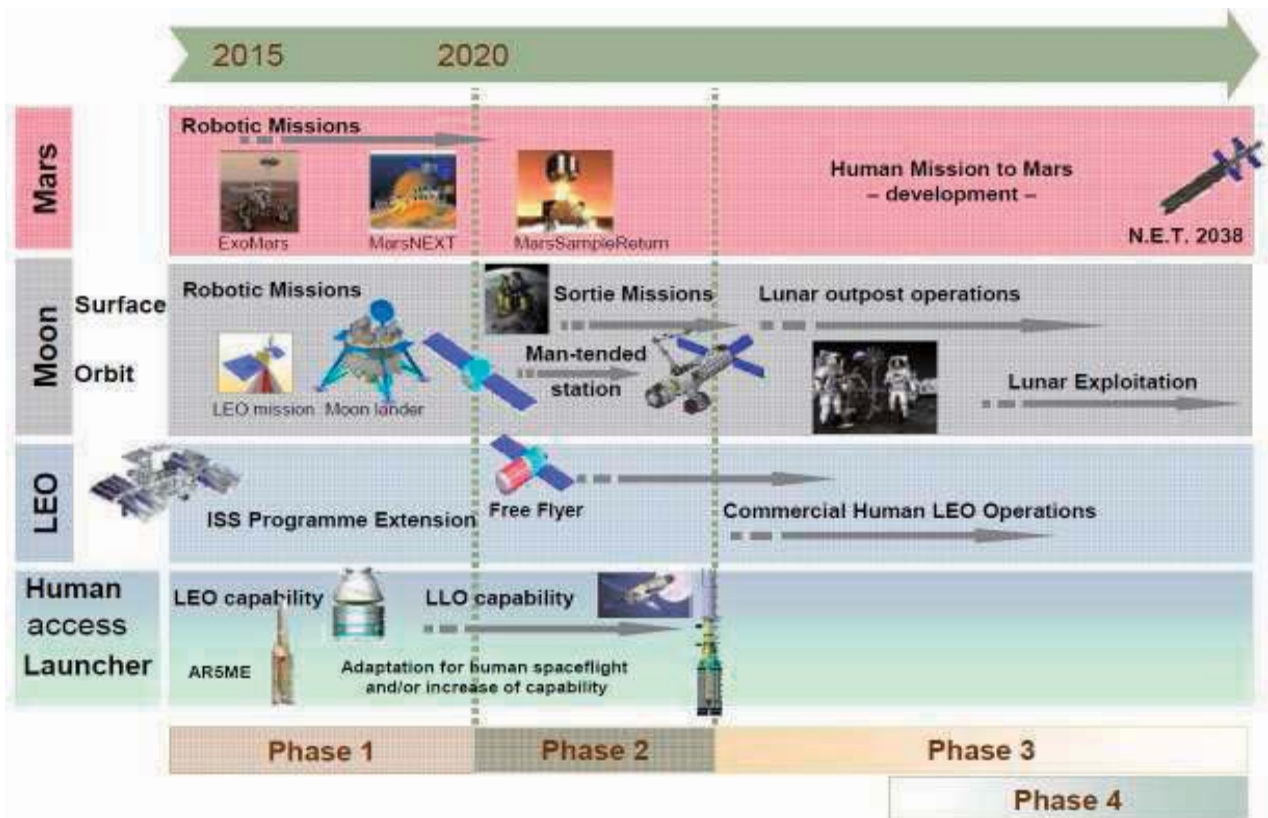 2015 2020
Mars
Robotic Missions
ExoMars
MarsNEXT
MarsSampleReturn
Human Mission to Mars
– development –
N.E.T. 2038
Moon
Surface
Orbit
Robotic Missions
LEO mission Moon lander
Sortie Missions
Man-tended
station
Lunar outpost operations
Lunar Exploitation
LEO
ISS Programme Extension
Free Flyer
Commercial Human LEO Operations
Human
access
Launcher
LEO capability
AR5ME
LLO capability
Adaptation for human spaceflight
and/or increase of capability
Phase 1 Phase 2 Phase 3
Phase 4